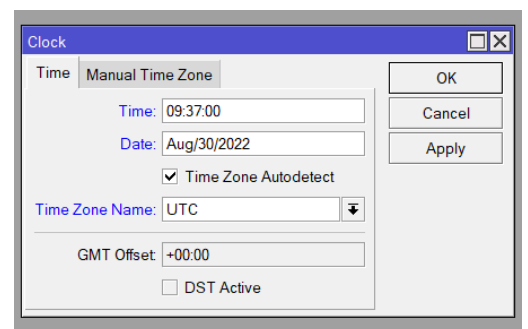 Clock
Time Manual Time Zone
OK
Time: 09:37:00
Cancel
Date: Aug/30/2022
Apply
Time Zone Autodetect
Time Zone Name: UTC
GMT Offset: +00:00
DST Active